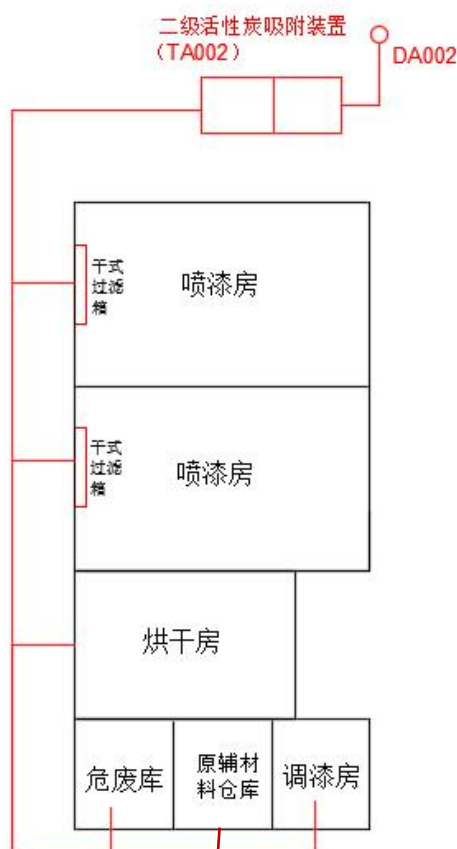 二级活性炭吸附装置
（TA002）
DA002
干式
过滤
箱
喷漆房
干式
过滤
箱
喷漆房
烘干房
危废库
原辅材
料仓库
调漆房